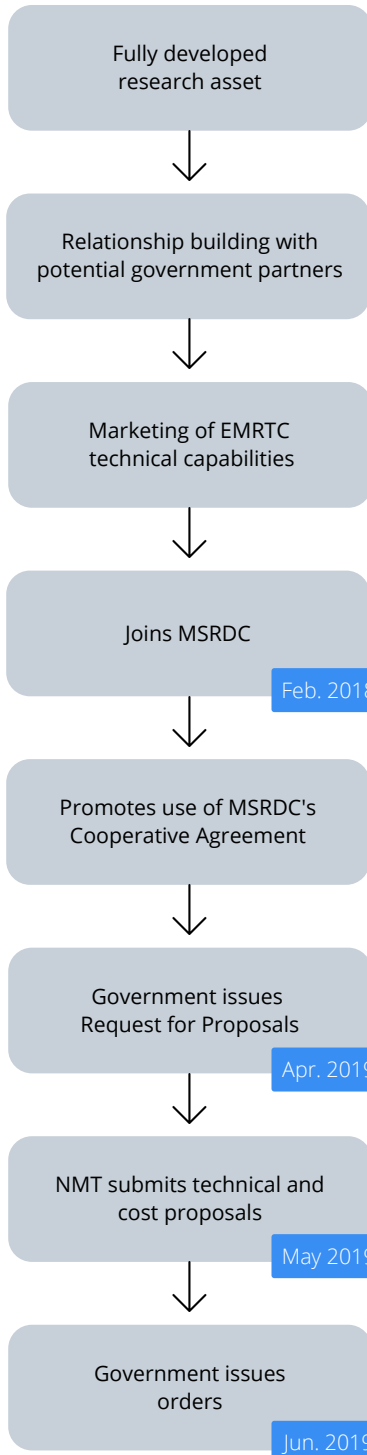 Fully developed
research asset
Relationship building with
potential government partners
Marketing of EMRTC
technical capabilities
Joins MSRDC
Feb. 2018
Promotes use of MSRDC's
Cooperative Agreement
Government issues
Request for Proposals
Apr. 2019
NMT submits technical and
cost proposals
May 2019
Government issues
orders
Jun. 2019